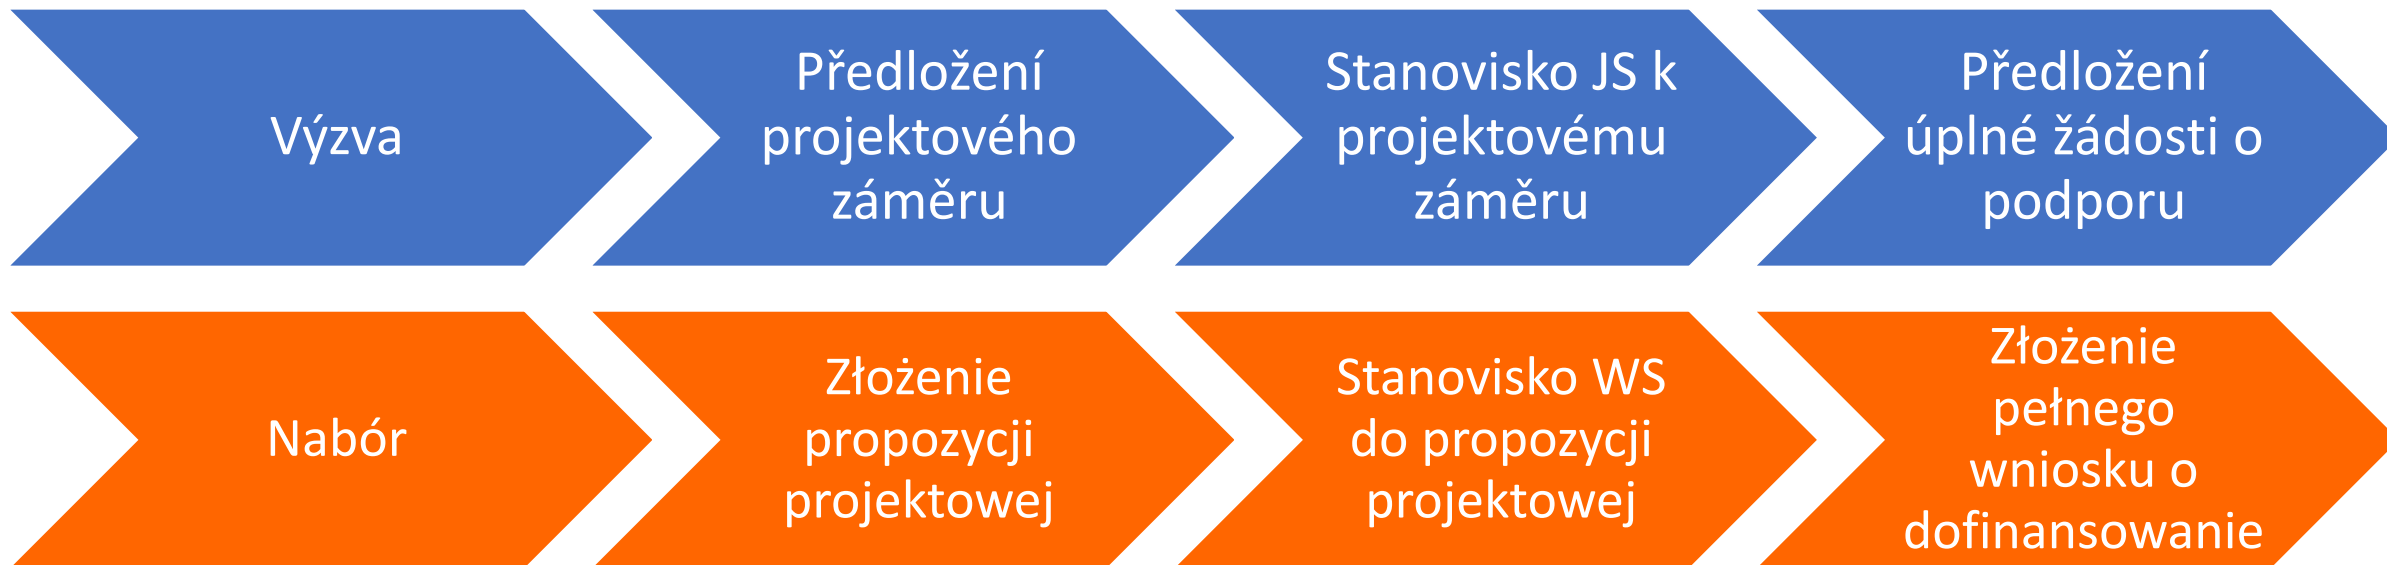 Výzva
Předložení
projektového
záměru
Stanovisko JS k
projektovému
záměru
Předložení
úplné žádosti o
podporu
Nabór
Złożenie
propozycji
projektowej
Stanovisko WS
do propozycji
projektowej
Złożenie
pełnego
wniosku o
dofinansowanie